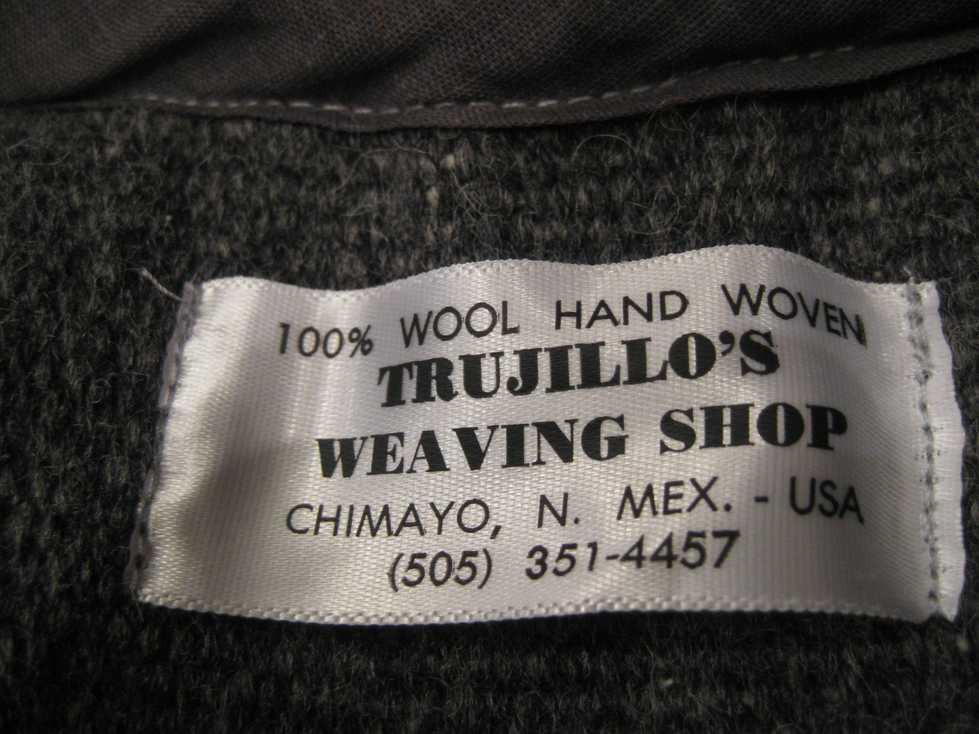 100% WOOL HAND WOVEN
TRUJILLO'S
WEAVING SHOP
CHIMAYO, N. MEX. - USA
(505) 351-4457